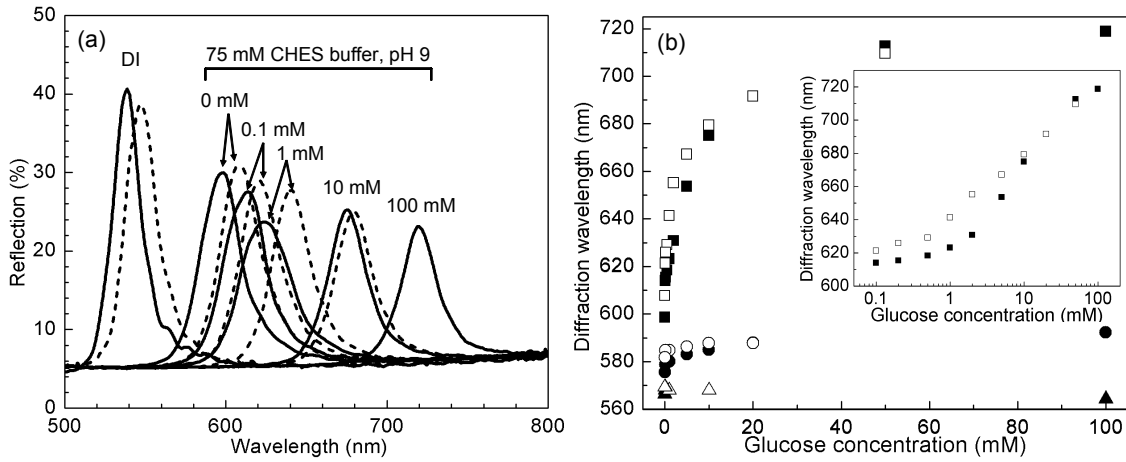 (a)
DI
75 mM CHES buffer, pH 9
0 mM
0.1 mM
1 mM
10 mM
100 mM
50
40
30
20
10
0
Reflection (%)
500
600
700
800
Wavelength (nm)
(b)
720
700
680
660
640
620
600
580
560
Diffraction wavelength (nm)
0
20
40
60
80
100
Glucose concentration (mM)
720
700
680
660
640
620
600
Diffraction wavelength (nm)
0.1
1
10
100
Glucose concentration (mM)